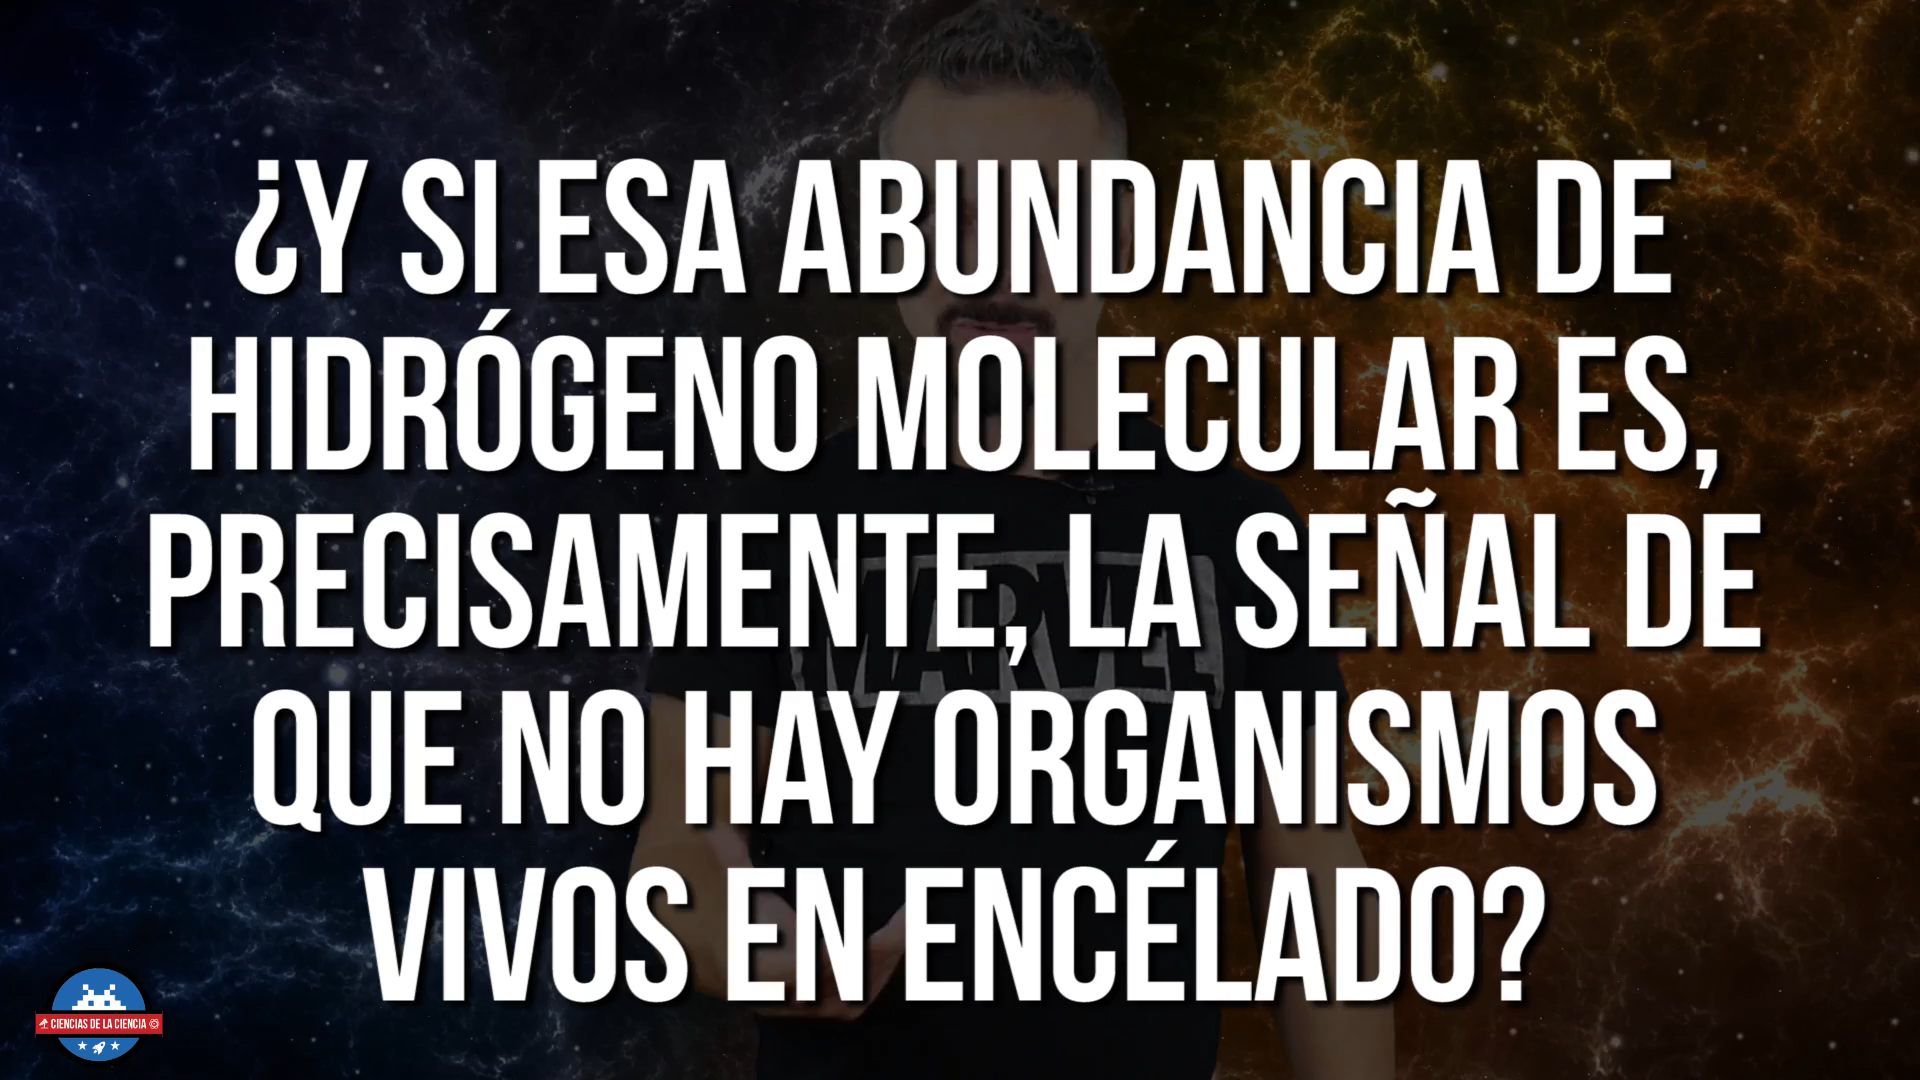 ¿Y SI ESA ABUNDANCIA DE
HIDRÓGENO MOLECULAR ES,
PRECISAMENTE, LA SEÑAL DE
QUE NO HAY ORGANISMOS
VIVOS EN ENCÉLADO?
MARVEL
CIENCIAS DE LA CIENCIA